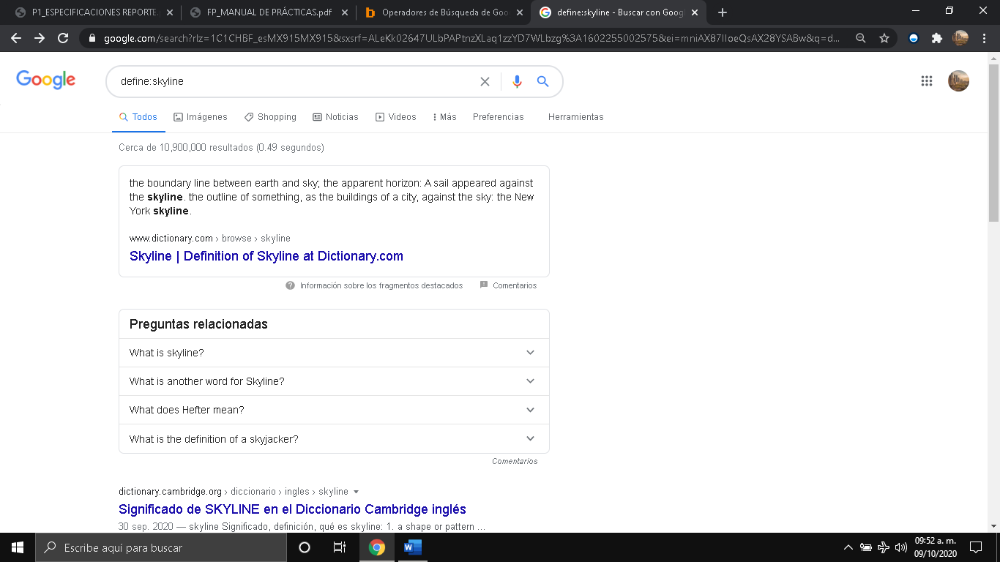 P1_ESPECIFICACIONES REPORTE.p
FP_MANUAL DE PRÁCTICAS.pdf
Operadores de Búsqueda de Goo
define:skyline - Buscar con Googl
google.com/search?rlz=1C1CHBF_esMX915MX915&sxsrf=ALeKk02647ULbPAPtnzXLaq1zzYD7WLbzg%3A1602255002575&ei=mniAX87IIoeQsAX28YSABw&q=d...
Google
define:skyline
Todos
Imágenes
Shopping
Noticias
Videos
Más
Preferencias
Herramientas
Cerca de 10,900,000 resultados (0.49 segundos)
the boundary line between earth and sky; the apparent horizon: A sail appeared against
the skyline. the outline of something, as the buildings of a city, against the sky: the New
York skyline.
www.dictionary.com › browse › skyline
Skyline | Definition of Skyline at Dictionary.com
Información sobre los fragmentos destacados
Comentarios
Preguntas relacionadas
What is skyline?
What is another word for Skyline?
What does Hefter mean?
What is the definition of a skyjacker?
Comentarios
dictionary.cambridge.org › diccionario › ingles › skyline
Significado de SKYLINE en el Diccionario Cambridge inglés
30 sep. 2020 — skyline Significado, definición, qué es skyline: 1. a shape or pattern ...
Escribe aquí para buscar
09:52 a. m.
09/10/2020